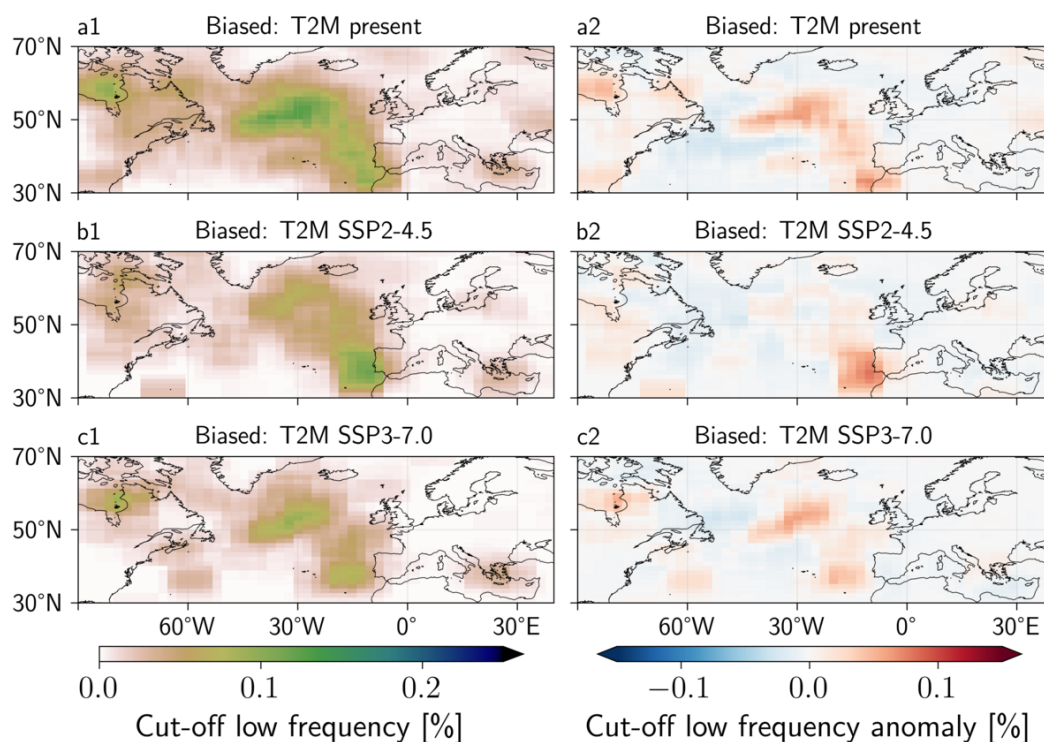 a1 Biased: T2M present
a2 Biased: T2M present
70°N
50°N
30°N
b1 Biased: T2M SSP2-4.5
b2 Biased: T2M SSP2-4.5
70°N
50°N
30°N
c1 Biased: T2M SSP3-7.0
c2 Biased: T2M SSP3-7.0
70°N
50°N
30°N
60°W 30°W 0° 30°E
60°W 30°W 0° 30°E
0.0 0.1 0.2
−0.1 0.0 0.1
Cut-off low frequency [%]
Cut-off low frequency anomaly [%]